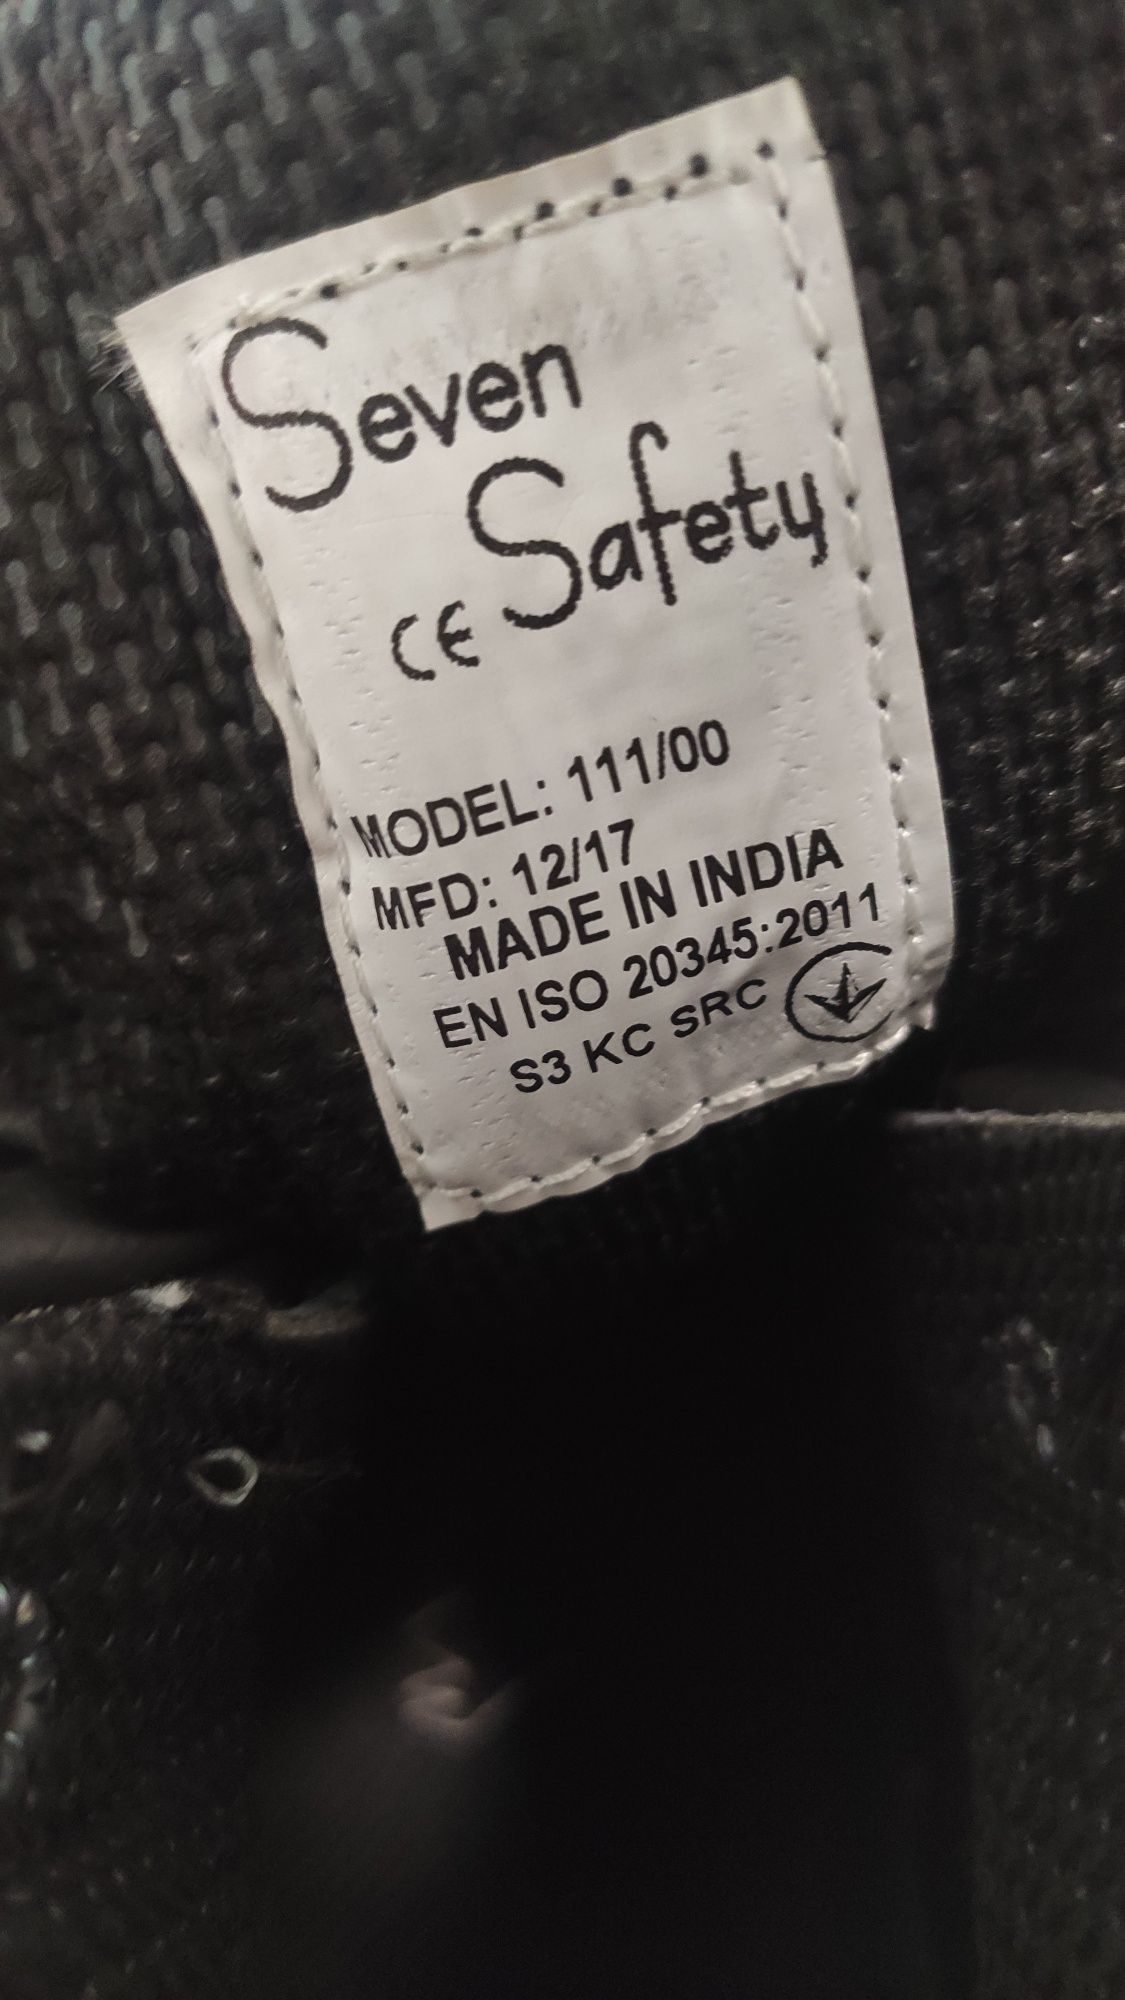 Seven
Safety
CE
MODEL: 111/00
MFD: 12/17
MADE IN INDIA
EN ISO 20345:2011
S3 KC SRC